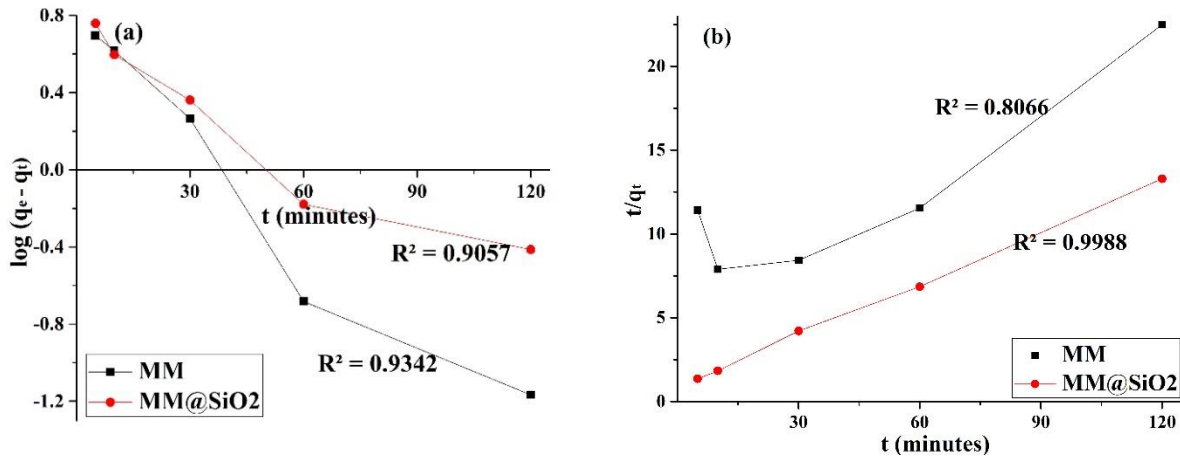 (a)
0.8
0.4
0.0
-0.4
-0.8
-1.2
log (qₑ - qₜ)
30
60
90
120
t (minutes)
R² = 0.9057
R² = 0.9342
MM
MM@SiO2
(b)
20
15
10
5
0
t/qₜ
R² = 0.8066
R² = 0.9988
MM
MM@SiO2
30
60
90
120
t (minutes)